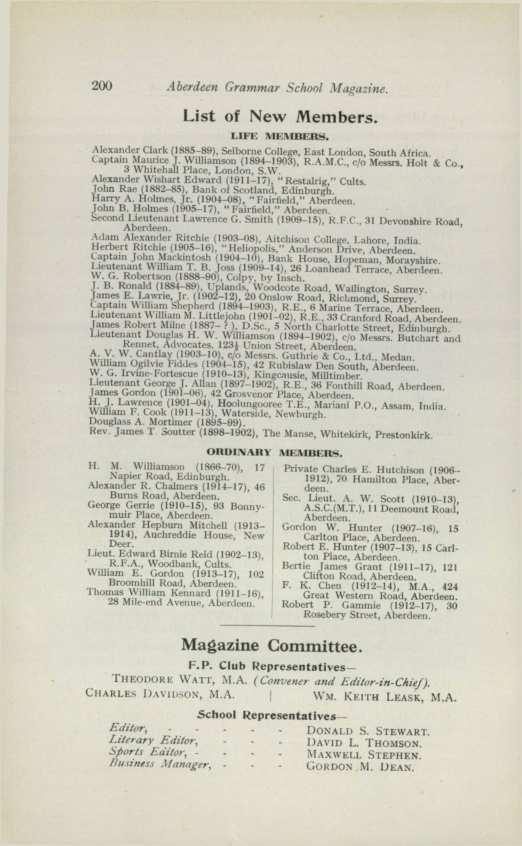 200 Aberdeen Grammar School Magazine.
List of New Members.
LIFE MEMBERS.
Alexander Clark (1885-89), Selborne College, East London, South Africa.
Captain Maurice J. Williamson (1894-1903), R.A.M.C., c/o Messrs. Holt & Co.,
3 Whitehall Place, London, S.W.
Alexander Wishart Edward (1911-17), "Restalrig," Cults.
John Rae (1882-85), Bank of Scotland, Edinburgh.
Harry A. Holmes, Jr. (1904-08), "Fairfield," Aberdeen.
John B. Holmes (1905-17), "Fairfield," Aberdeen.
Second Lieutenant Lawrence G. Smith (1909-15), R.F.C., 31 Devonshire Road,
Aberdeen.
Adam Alexander Ritchie (1903-08), Aitchison College, Lahore, India.
Herbert Ritchie (1905-16), "Heliopolis," Anderson Drive, Aberdeen.
Captain John Mackintosh (1904-10), Bank House, Hopeman, Morayshire.
Lieutenant William T. B. Joss (1909-14), 26 Loanhead Terrace, Aberdeen.
W. G. Robertson (1888-90), Colpy, by Insch.
J. B. Ronald (1884-89), Uplands, Woodcote Road, Wallington, Surrey.
James E. Lawrie, Jr. (1902-12), 20 Onslow Road, Richmond, Surrey.
Captain William Shepherd (1894-1903), R.E., 6 Marine Terrace, Aberdeen.
Lieutenant William M. Littlejohn (1901-02), R.E., 33 Cranford Road, Aberdeen.
James Robert Milne (1887- ? ), D.Sc., 5 North Charlotte Street, Edinburgh.
Lieutenant Douglas H. W. Williamson (1894-1902), c/o Messrs. Butchart and
Rennet, Advocates, 123½ Union Street, Aberdeen.
A. V. W. Cantlay (1903-10), c/o Messrs. Guthrie & Co., Ltd., Medan.
William Ogilvie Fiddes (1904-15), 42 Rubislaw Den South, Aberdeen.
W. G. Irvine-Fortescue (1910-13), Kingcausie, Milltimber.
Lieutenant George J. Allan (1897-1902), R.E., 36 Fonthill Road, Aberdeen.
James Gordon (1901-06), 42 Grosvenor Place, Aberdeen.
H. J. Lawrence (1901-04), Hoolungooree T.E., Mariani P.O., Assam, India.
William F. Cook (1911-13), Waterside, Newburgh.
Douglass A. Mortimer (1895-99).
Rev. James T. Soutter (1898-1902), The Manse, Whitekirk, Prestonkirk.
ORDINARY MEMBERS.
H. M. Williamson (1866-70), 17
Napier Road, Edinburgh.
Alexander R. Chalmers (1914-17), 46
Burns Road, Aberdeen.
George Gerrie (1910-15), 93 Bonny-
muir Place, Aberdeen.
Alexander Hepburn Mitchell (1913-
1914), Auchreddie House, New
Deer.
Lieut. Edward Birnie Reid (1902-13),
R.F.A., Woodbank, Cults.
William E. Gordon (1913-17), 102
Broomhill Road, Aberdeen.
Thomas William Kennard (1911-16),
28 Mile-end Avenue, Aberdeen.
Private Charles E. Hutchison (1906-
1912), 70 Hamilton Place, Aber-
deen.
Sec. Lieut. A. W. Scott (1910-13),
A.S.C.(M.T.), 11 Deemount Road,
Aberdeen.
Gordon W. Hunter (1907-16), 15
Carlton Place, Aberdeen.
Robert E. Hunter (1907-13), 15 Carl-
ton Place, Aberdeen.
Bertie James Grant (1911-17), 121
Clifton Road, Aberdeen.
F. K. Chen (1912-14), M.A., 424
Great Western Road, Aberdeen.
Robert P. Gammie (1912-17), 30
Rosebery Street, Aberdeen.
Magazine Committee.
F.P. Club Representatives—
THEODORE WATT, M.A. (Convener and Editor-in-Chief).
CHARLES DAVIDSON, M.A. | WM. KEITH LEASK, M.A.
School Representatives—
Editor, - - - - - DONALD S. STEWART.
Literary Editor, - - - DAVID L. THOMSON.
Sports Editor, - - - - MAXWELL STEPHEN.
Business Manager, - - - GORDON M. DEAN.